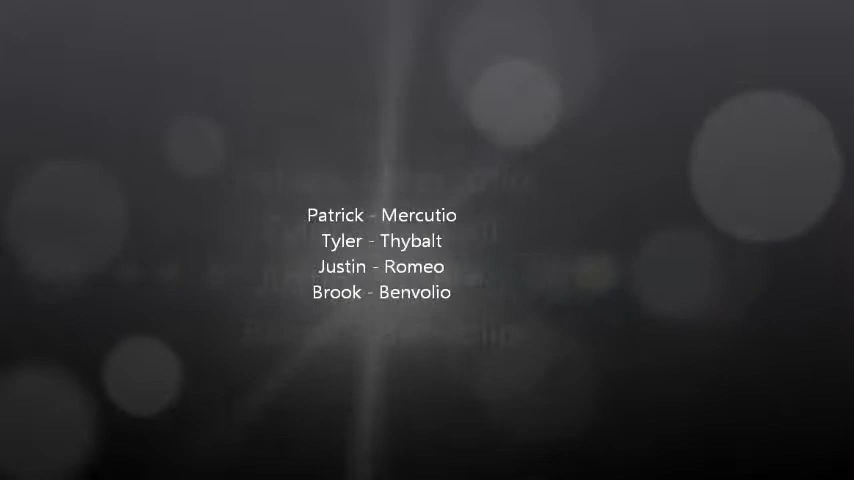 Patrick - Mercutio
Tyler - Thybalt
Justin - Romeo
Brook - Benvolio